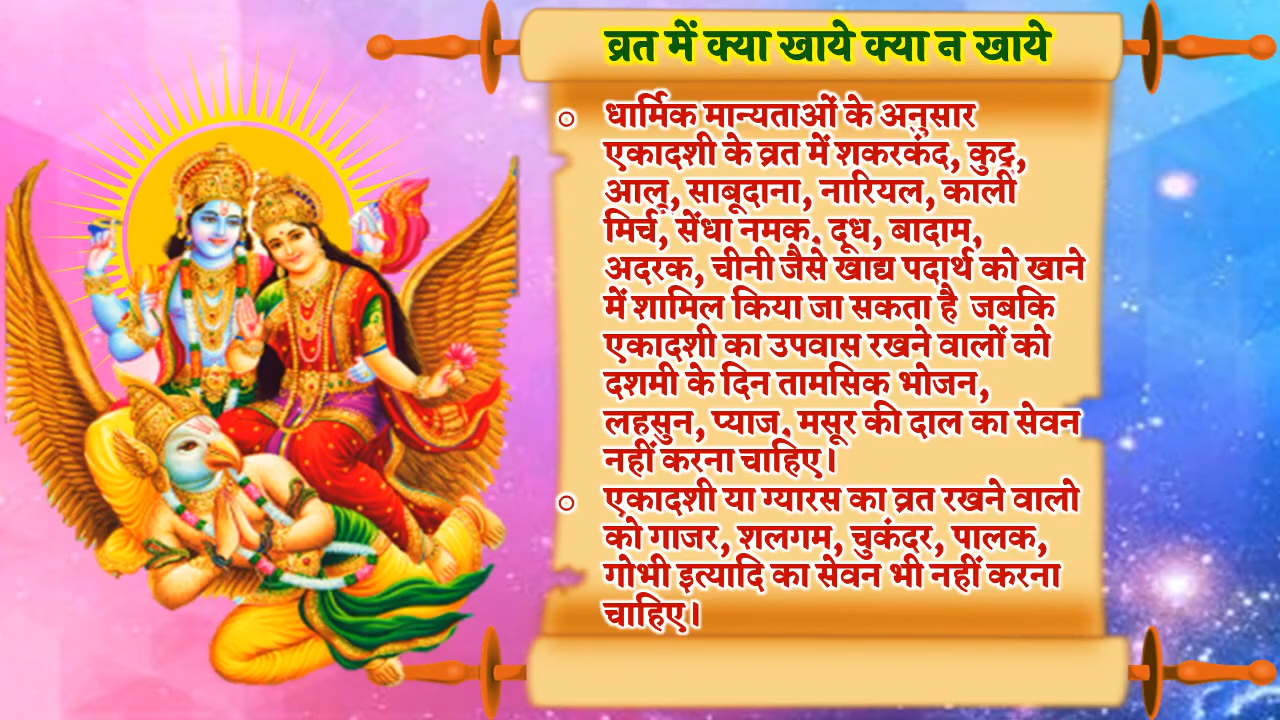 व्रत में क्या खाये क्या न खाये
धार्मिक मान्यताओं के अनुसार
एकादशी के व्रत में शकरकंद, कुट्टू,
आलू, साबूदाना, नारियल, काली
मिर्च, सेंधा नमक, दूध, बादाम,
अदरक, चीनी जैसे खाद्य पदार्थ को खाने
में शामिल किया जा सकता है जबकि
एकादशी का उपवास रखने वालों को
दशमी के दिन तामसिक भोजन,
लहसुन, प्याज, मसूर की दाल का सेवन
नहीं करना चाहिए।
एकादशी या ग्यारस का व्रत रखने वालो
को गाजर, शलगम, चुकंदर, पालक,
गोभी इत्यादि का सेवन भी नहीं करना
चाहिए।